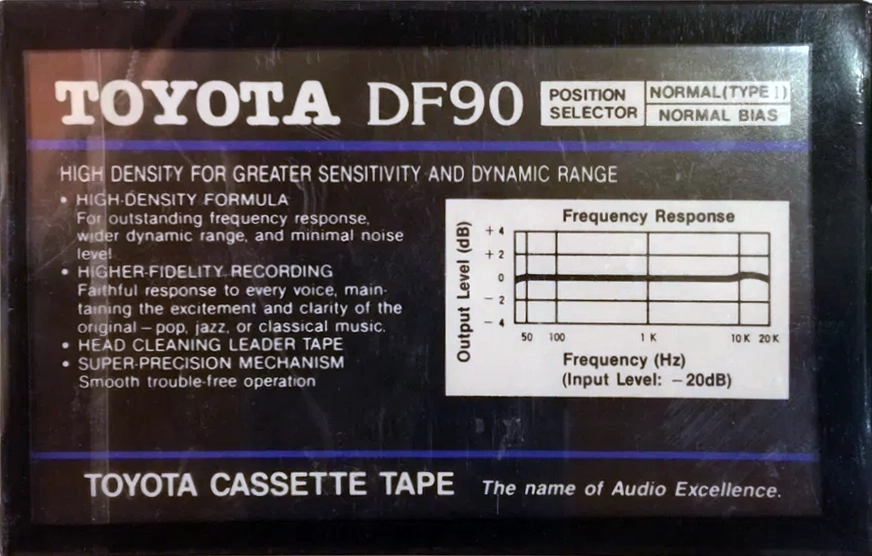 TOYOTA DF90 POSITION SELECTOR NORMAL(TYPE I) NORMAL BIAS
HIGH DENSITY FOR GREATER SENSITIVITY AND DYNAMIC RANGE
• HIGH-DENSITY FORMULA
For outstanding frequency response,
wider dynamic range, and minimal noise
level
• HIGHER-FIDELITY RECORDING
Faithful response to every voice, main-
taining the excitement and clarity of the
original – pop, jazz, or classical music.
• HEAD CLEANING LEADER TAPE
• SUPER-PRECISION MECHANISM
Smooth trouble-free operation
Frequency Response
Output Level (dB)
+4
+2
0
−2
−4
50 100 1K 10K 20K
Frequency (Hz)
(Input Level: −20dB)
TOYOTA CASSETTE TAPE The name of Audio Excellence.